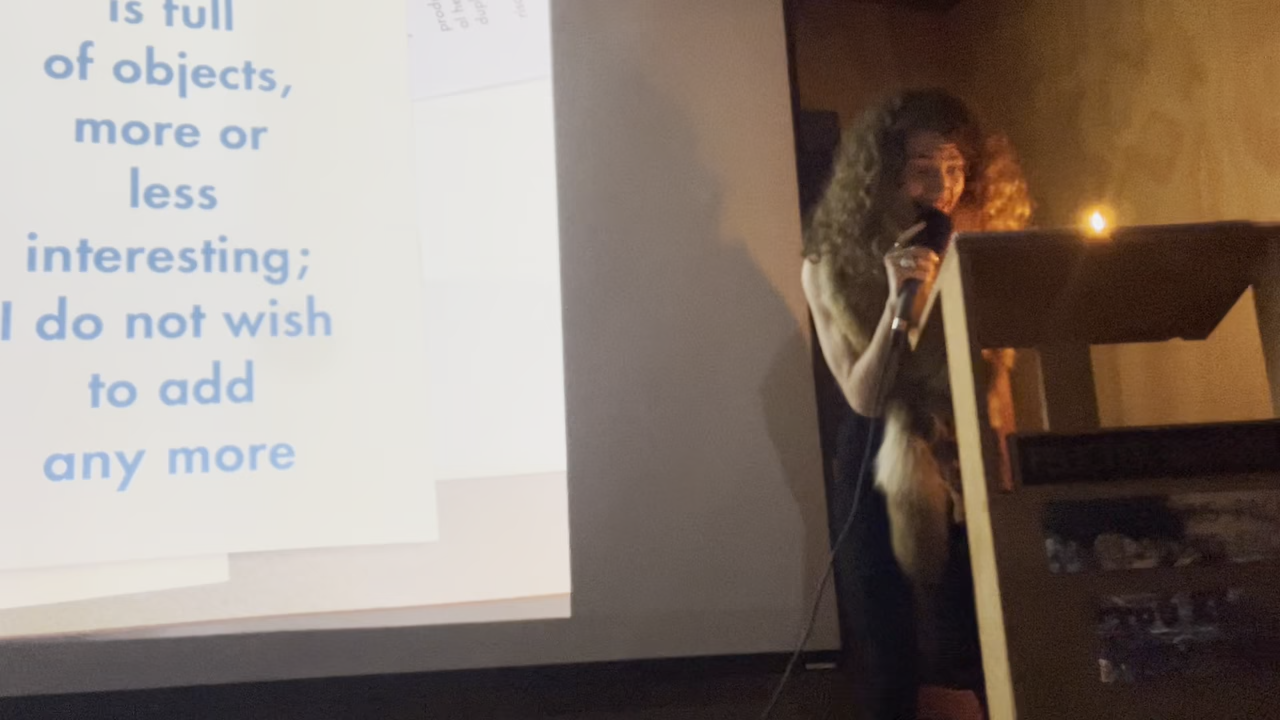 is full
of objects,
more or
less
interesting;
I do not wish
to add
any more